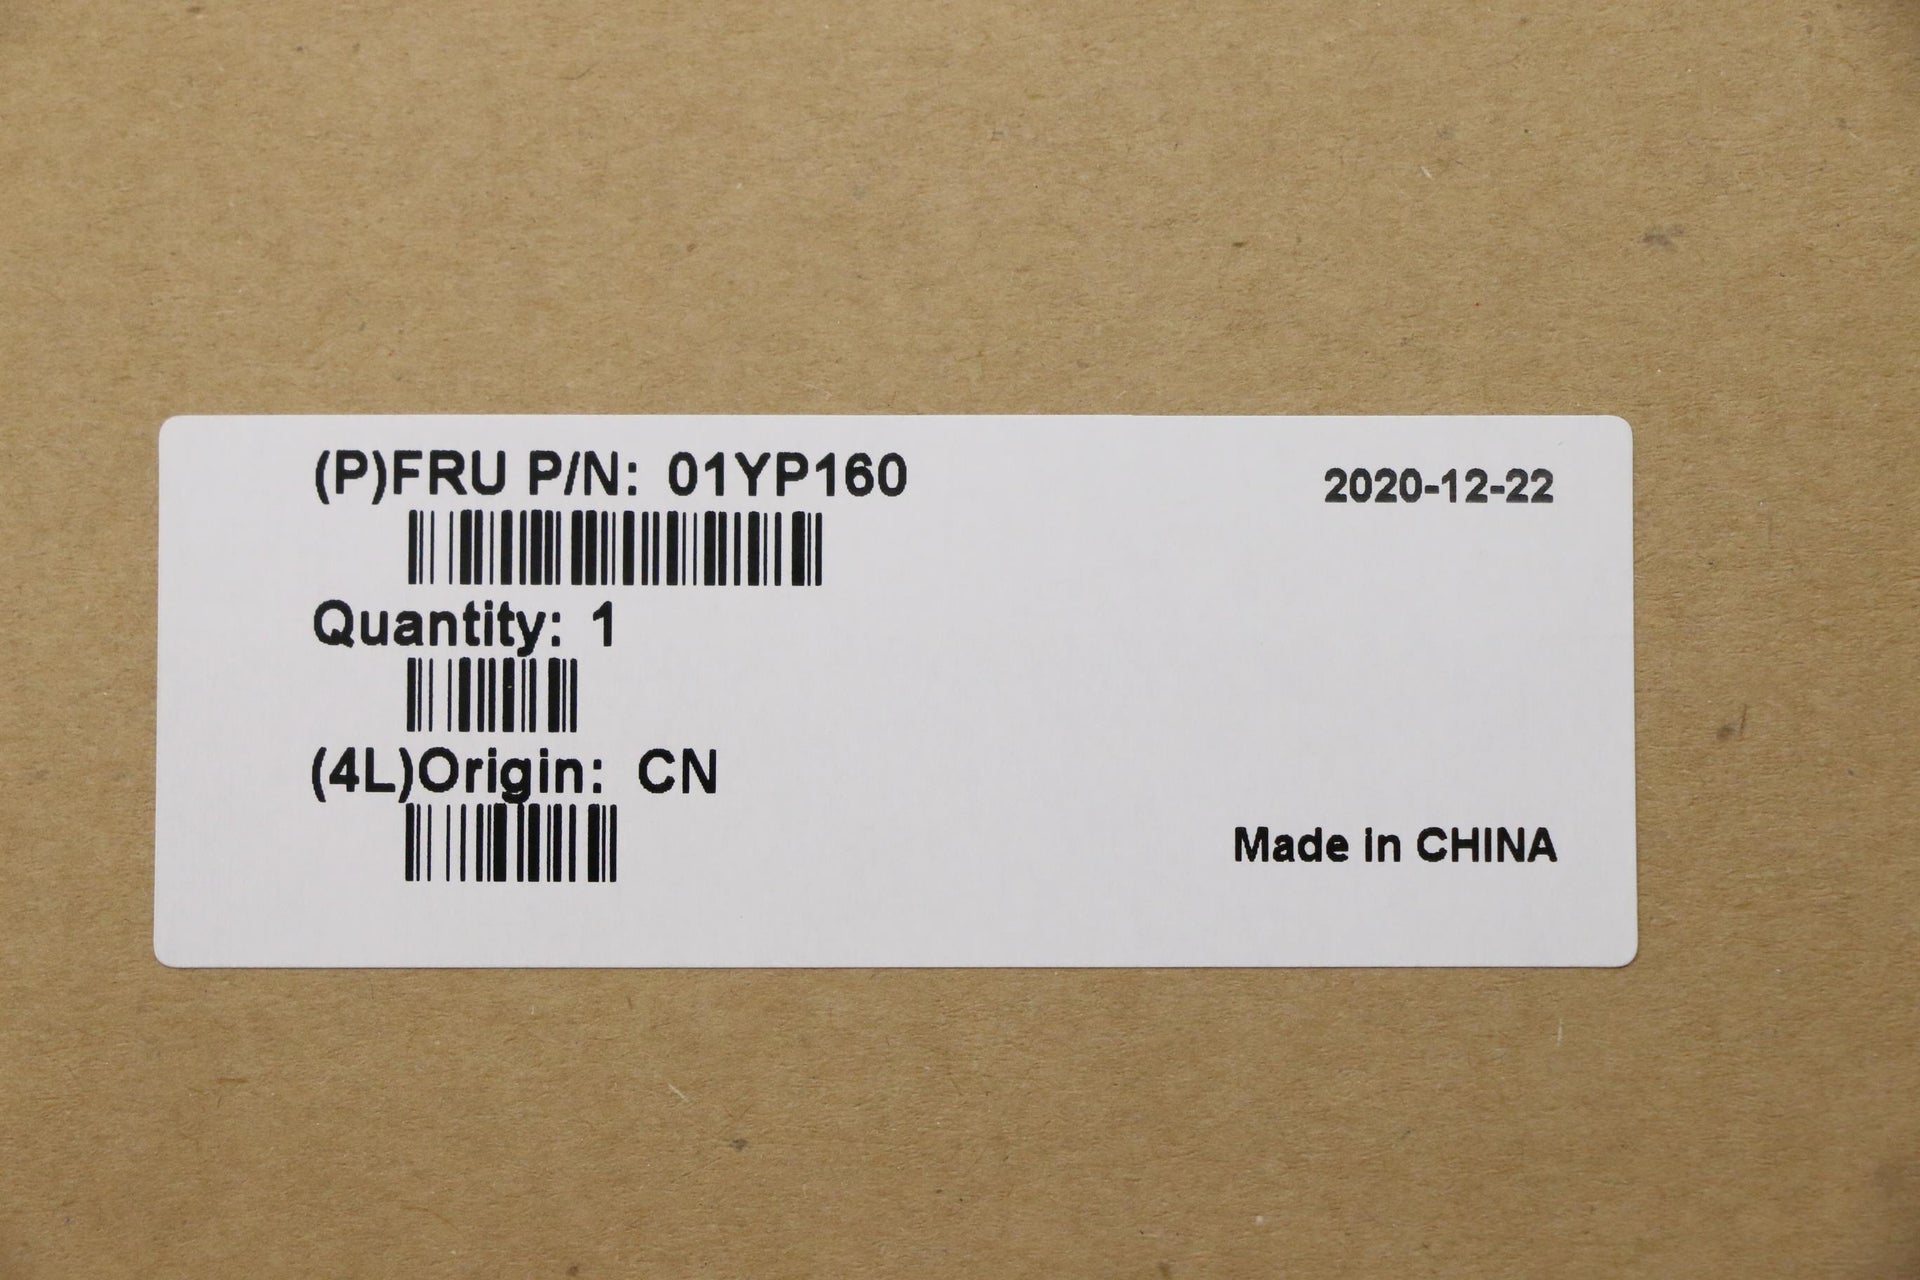 (P)FRU P/N: 01YP160
2020-12-22
Quantity: 1
(4L)Origin: CN
Made in CHINA